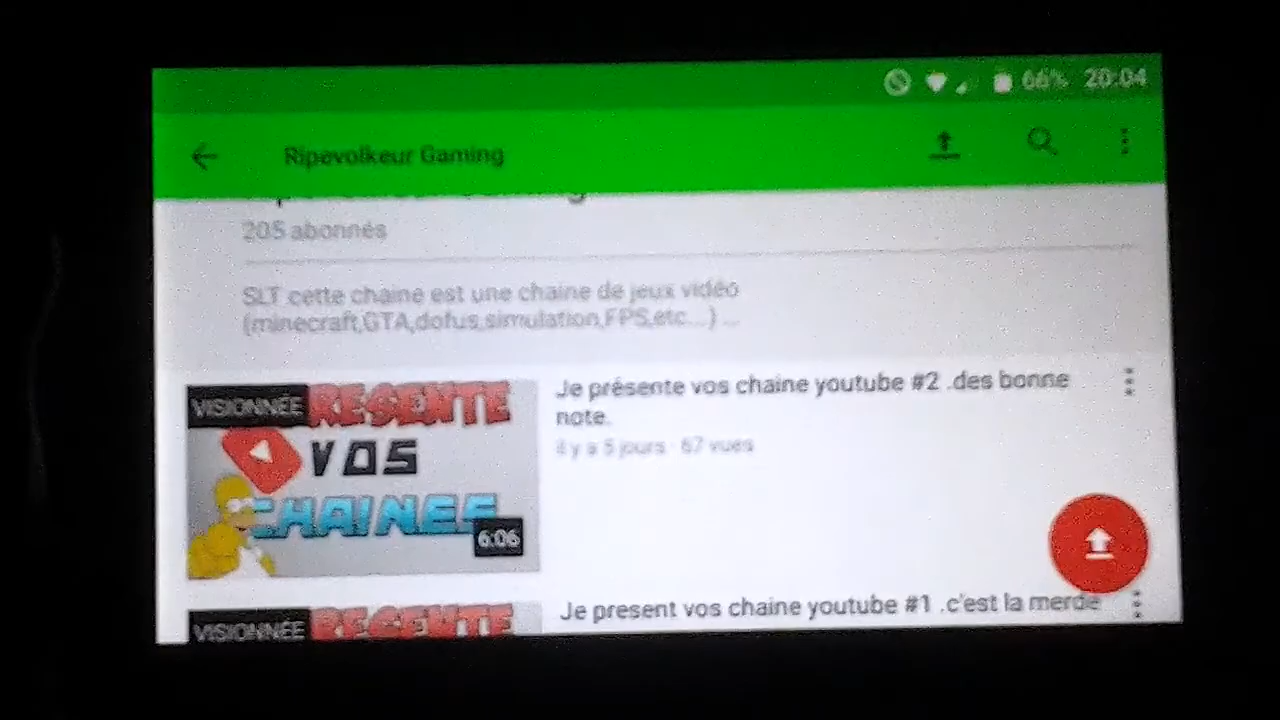 66% 20:04
Ripevolkeur Gaming
205 abonnés
SLT cette chaine est une chaine de jeux vidéo
(minecraft,GTA,dofus,simulation,FPS,etc...) ...
VISIONNÉE RESENTE
VOS
CHAINES
6:06
Je présente vos chaine youtube #2 .des bonne
note.
il y a 5 jours · 67 vues
VISIONNÉE RESENTE
Je present vos chaine youtube #1 .c'est la merde